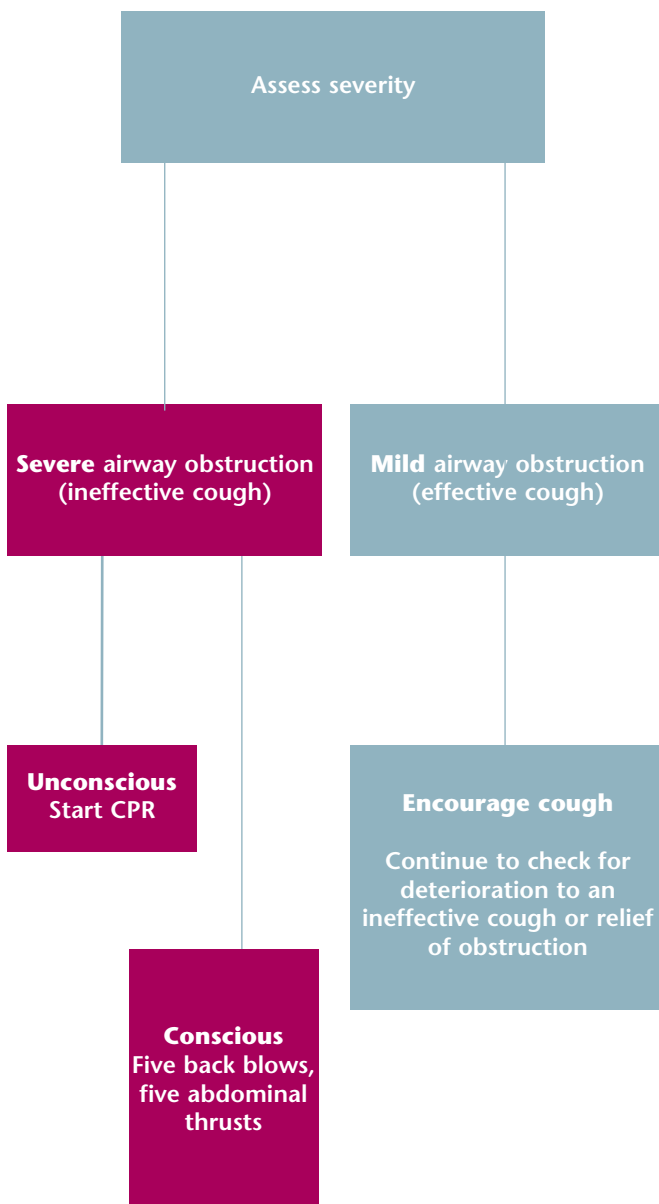 Assess severity
Severe airway obstruction
(ineffective cough)
Mild airway obstruction
(effective cough)
Unconscious
Start CPR
Encourage cough
Continue to check for
deterioration to an
ineffective cough or relief
of obstruction
Conscious
Five back blows,
five abdominal
thrusts